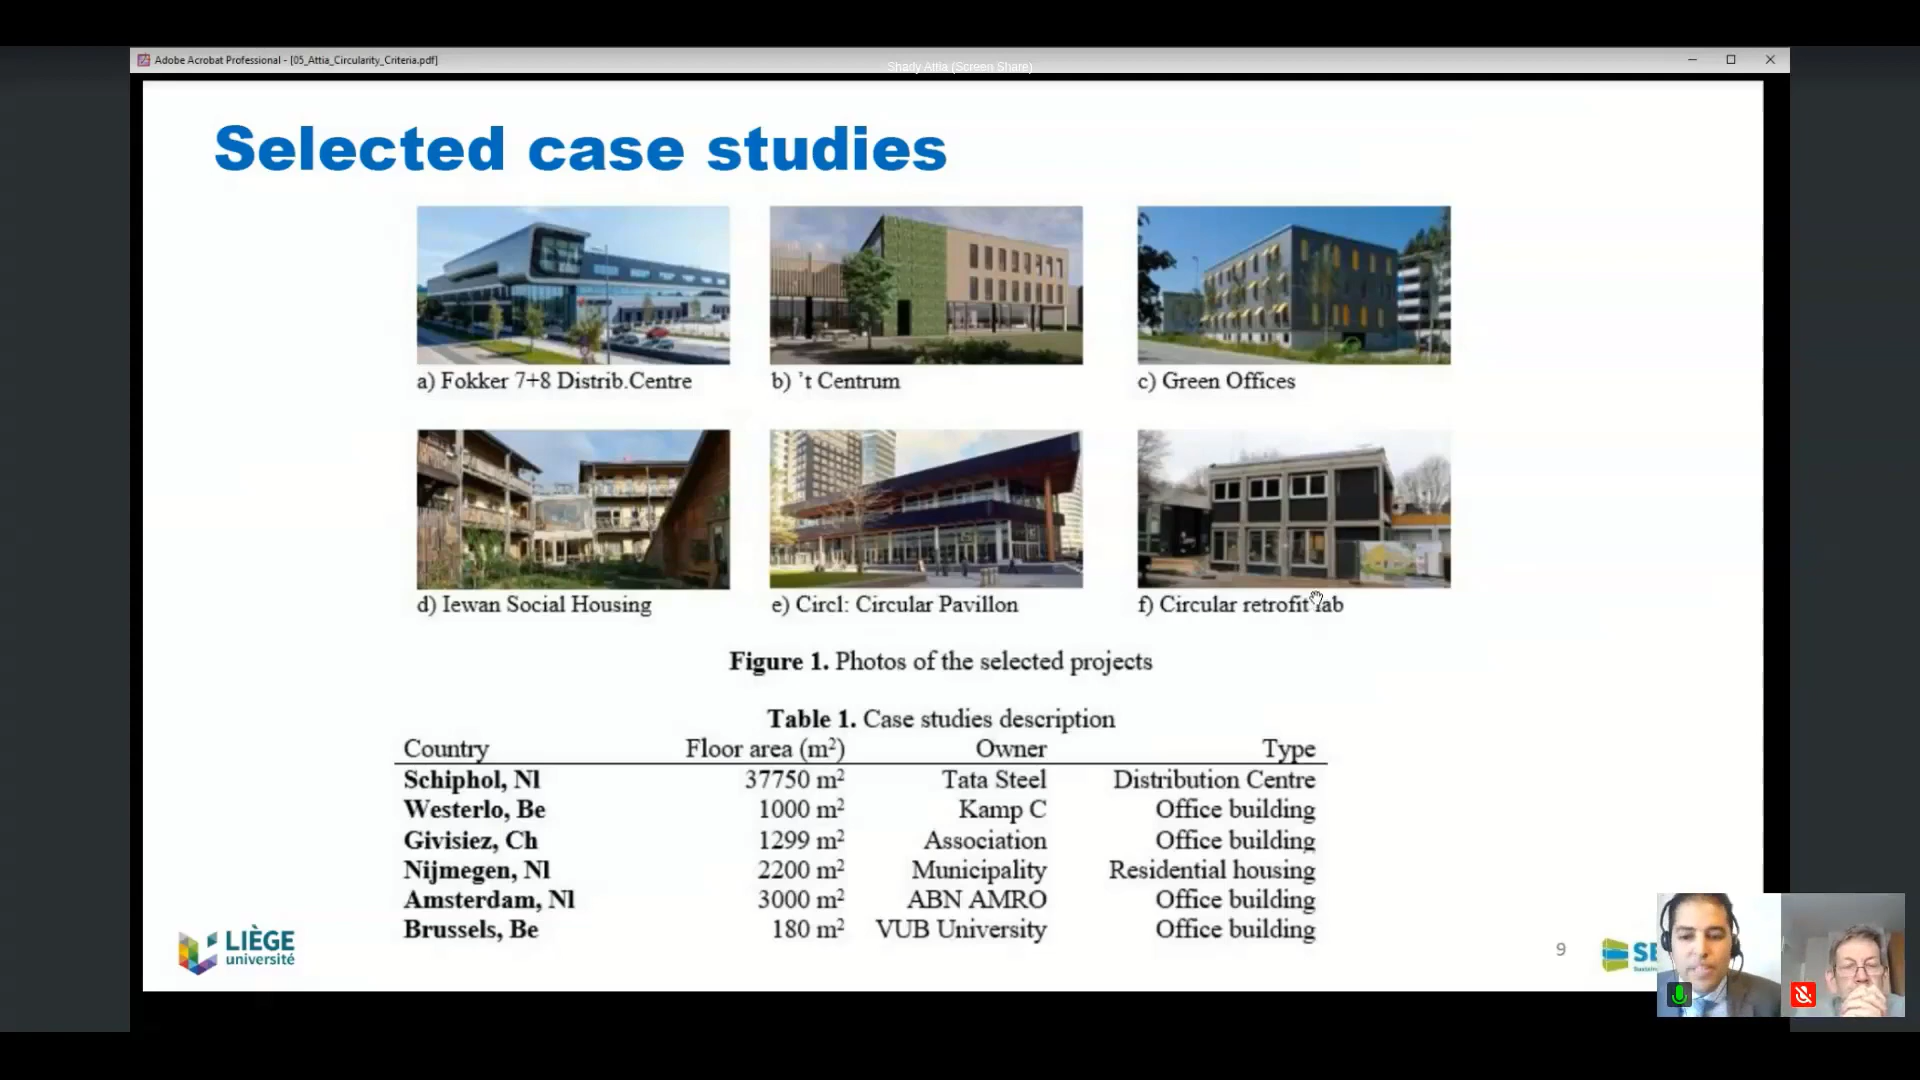 Adobe Acrobat Professional - [05_Attia_Circularity_Criteria.pdf]
Shady Attia (Screen Share)
Selected case studies
a) Fokker 7+8 Distrib.Centre
b) 't Centrum
c) Green Offices
d) Iewan Social Housing
e) Circl: Circular Pavillon
f) Circular retrofit lab
Figure 1. Photos of the selected projects
Table 1. Case studies description
Country Floor area (m²) Owner Type
Schiphol, Nl 37750 m² Tata Steel Distribution Centre
Westerlo, Be 1000 m² Kamp C Office building
Givisiez, Ch 1299 m² Association Office building
Nijmegen, Nl 2200 m² Municipality Residential housing
Amsterdam, Nl 3000 m² ABN AMRO Office building
Brussels, Be 180 m² VUB University Office building
LIÈGE
université
9